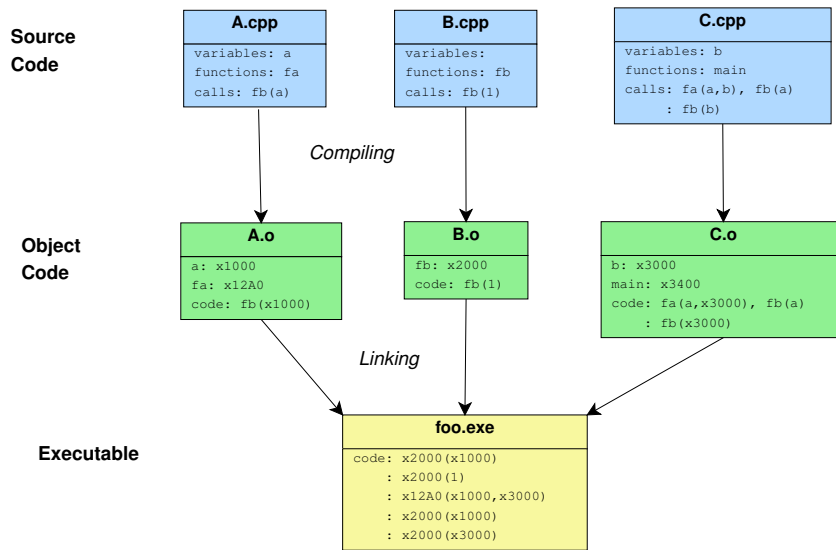 Source
Code
A.cpp
variables: a
functions: fa
calls: fb(a)
B.cpp
variables:
functions: fb
calls: fb(1)
C.cpp
variables: b
functions: main
calls: fa(a,b), fb(a)
: fb(b)
Compiling
Object
Code
A.o
a: x1000
fa: x12A0
code: fb(x1000)
B.o
fb: x2000
code: fb(1)
C.o
b: x3000
main: x3400
code: fa(a,x3000), fb(a)
: fb(x3000)
Linking
Executable
foo.exe
code: x2000(x1000)
: x2000(1)
: x12A0(x1000,x3000)
: x2000(x1000)
: x2000(x3000)